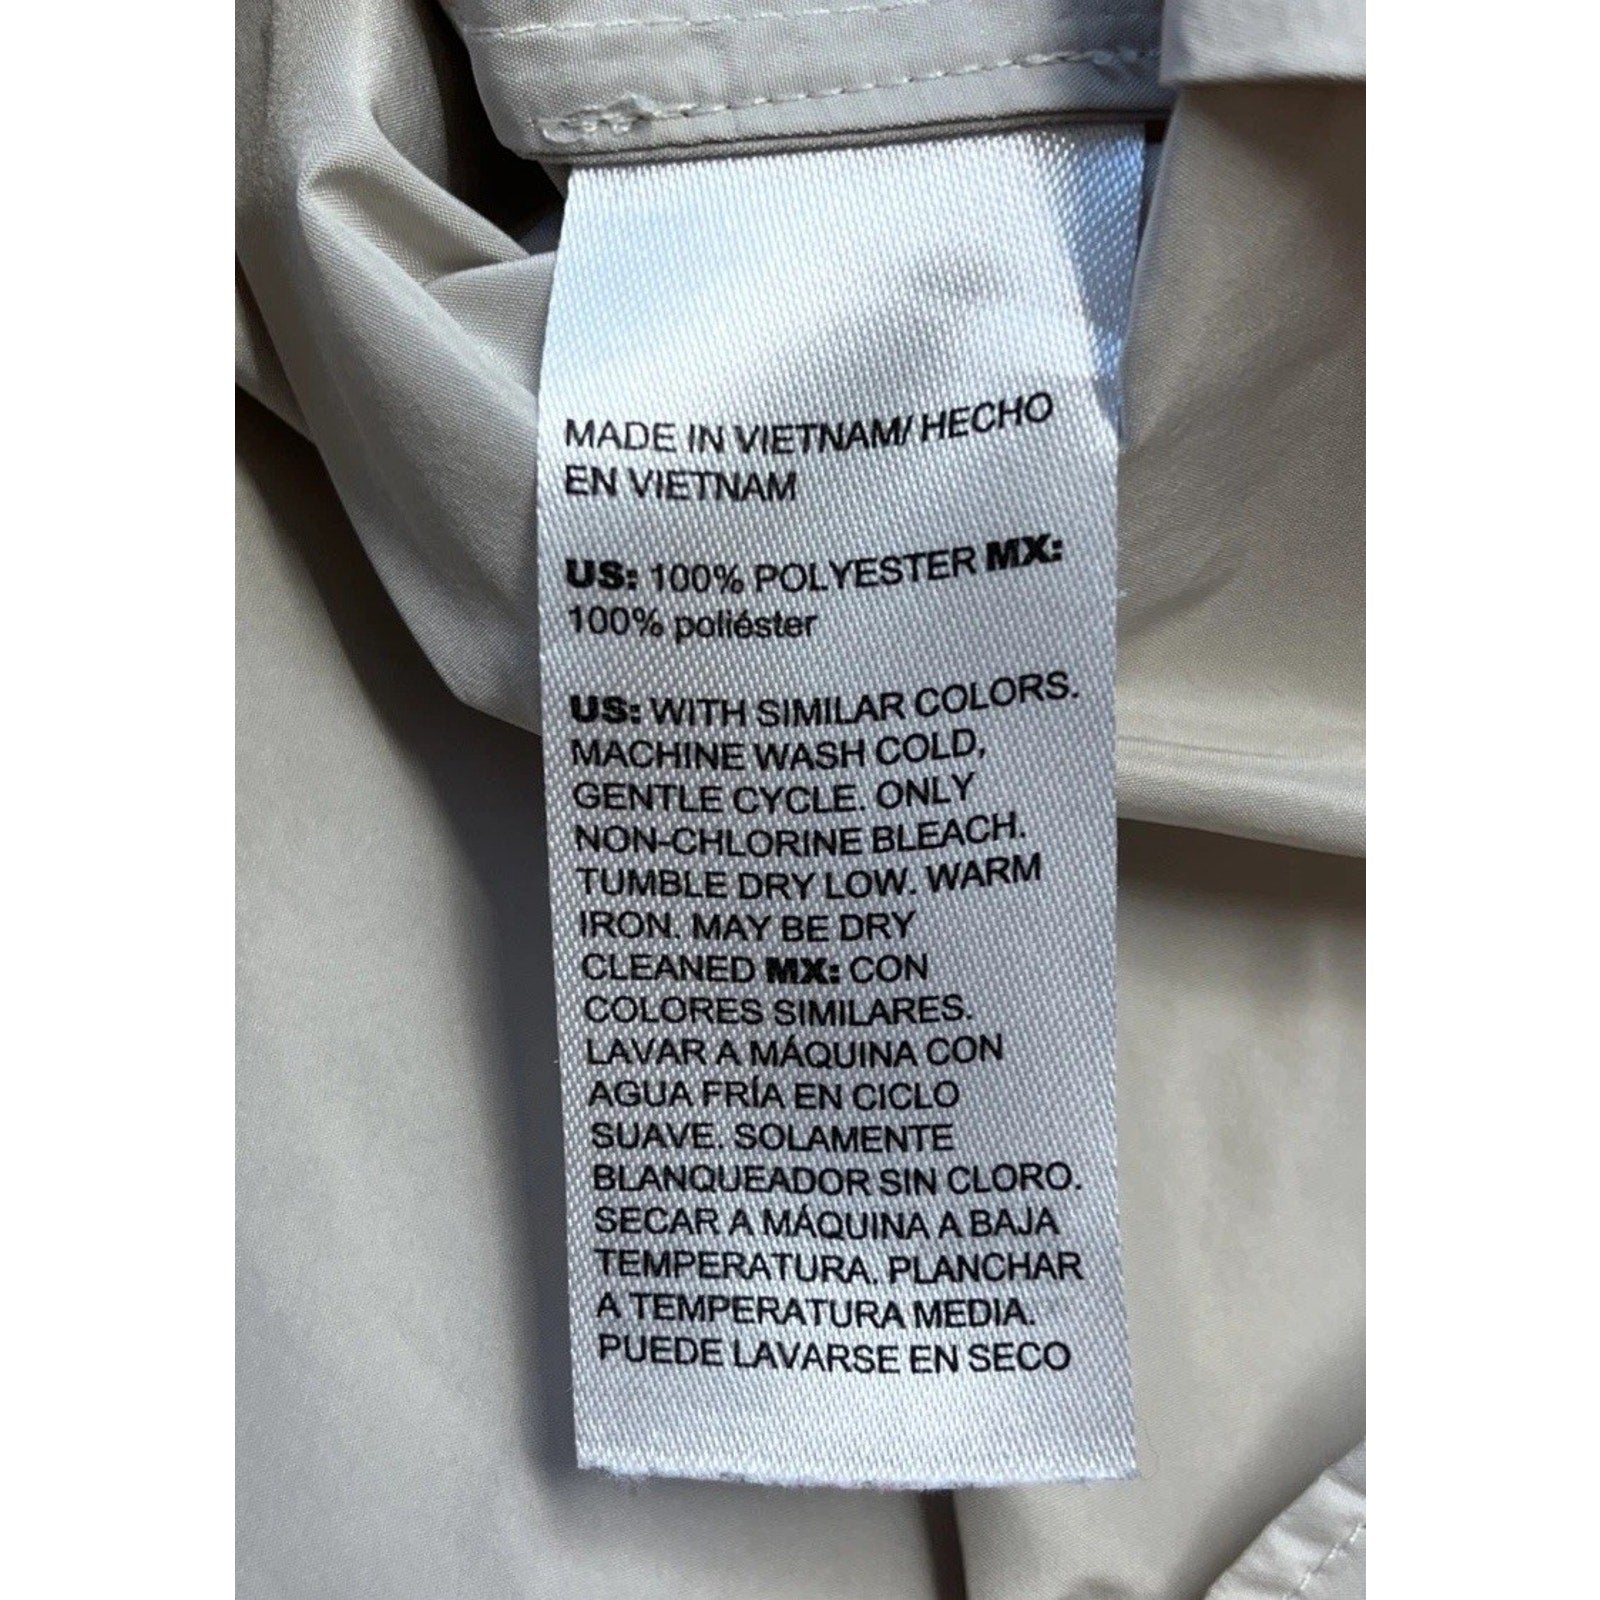 MADE IN VIETNAM/ HECHO
EN VIETNAM
US: 100% POLYESTER MX:
100% poliéster
US: WITH SIMILAR COLORS.
MACHINE WASH COLD,
GENTLE CYCLE. ONLY
NON-CHLORINE BLEACH.
TUMBLE DRY LOW. WARM
IRON. MAY BE DRY
CLEANED MX: CON
COLORES SIMILARES.
LAVAR A MÁQUINA CON
AGUA FRÍA EN CICLO
SUAVE. SOLAMENTE
BLANQUEADOR SIN CLORO.
SECAR A MÁQUINA A BAJA
TEMPERATURA. PLANCHAR
A TEMPERATURA MEDIA.
PUEDE LAVARSE EN SECO